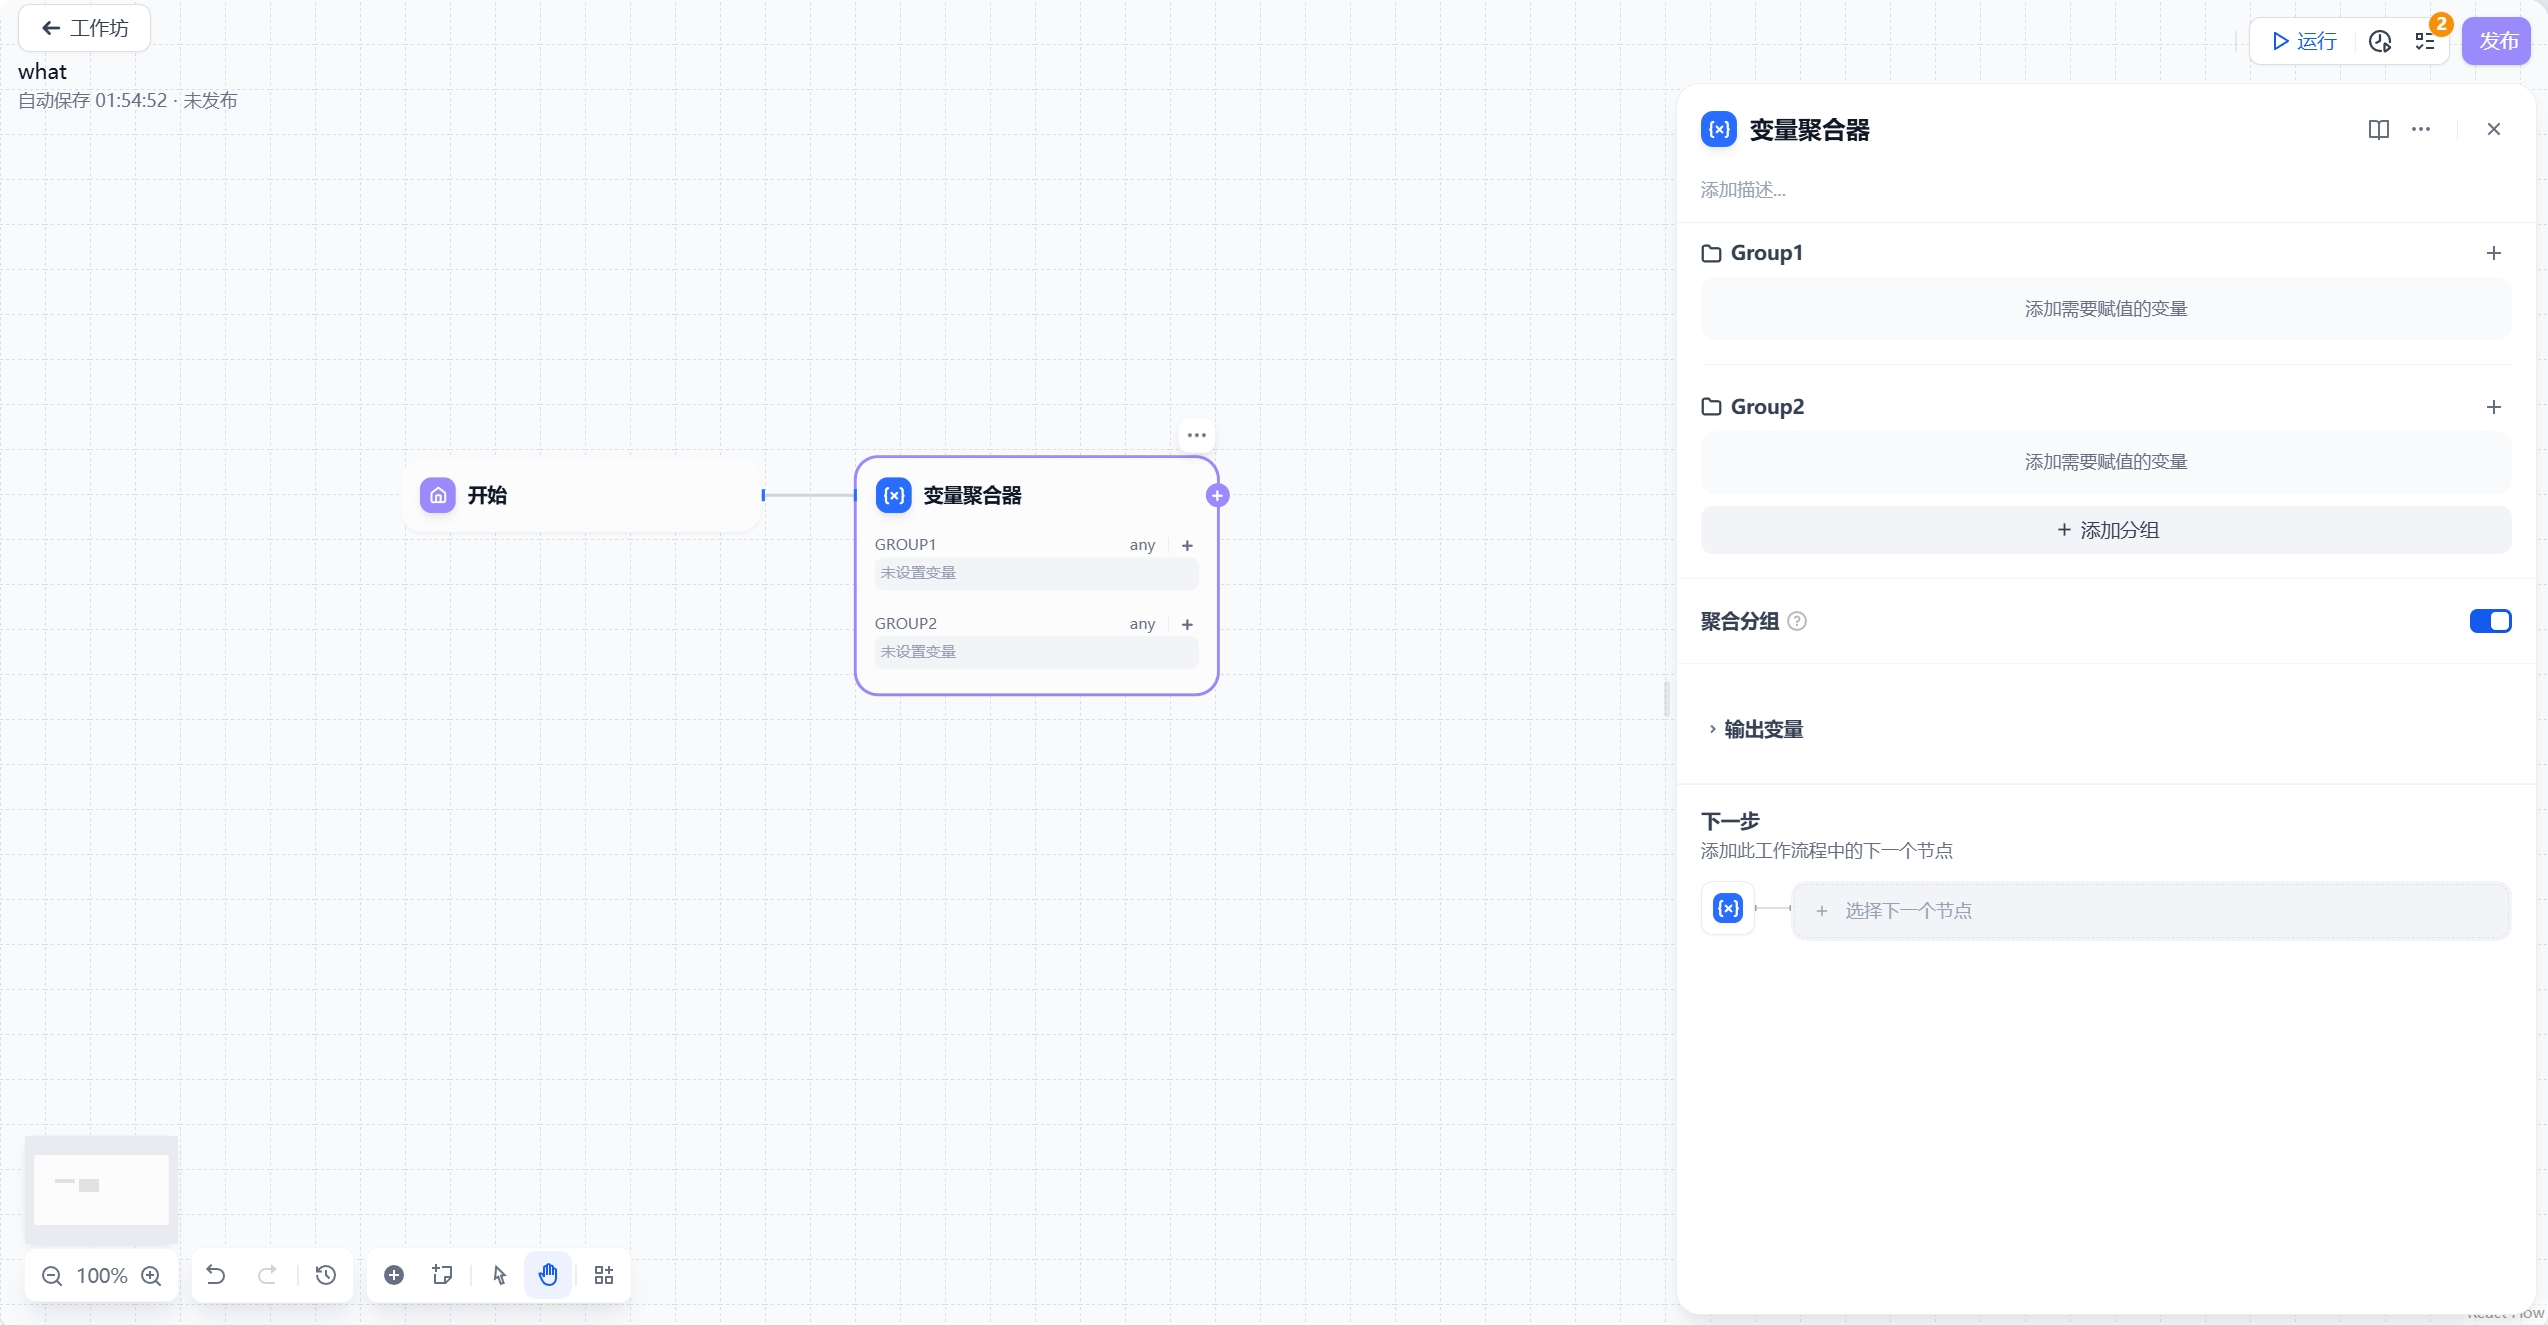 工作坊
what
自动保存 01:54:52 · 未发布
运行
2
发布
开始
变量聚合器
GROUP1 any
未设置变量
GROUP2 any
未设置变量
100%
变量聚合器
添加描述...
Group1
添加需要赋值的变量
Group2
添加需要赋值的变量
添加分组
聚合分组
输出变量
下一步
添加此工作流程中的下一个节点
选择下一个节点
React Flow